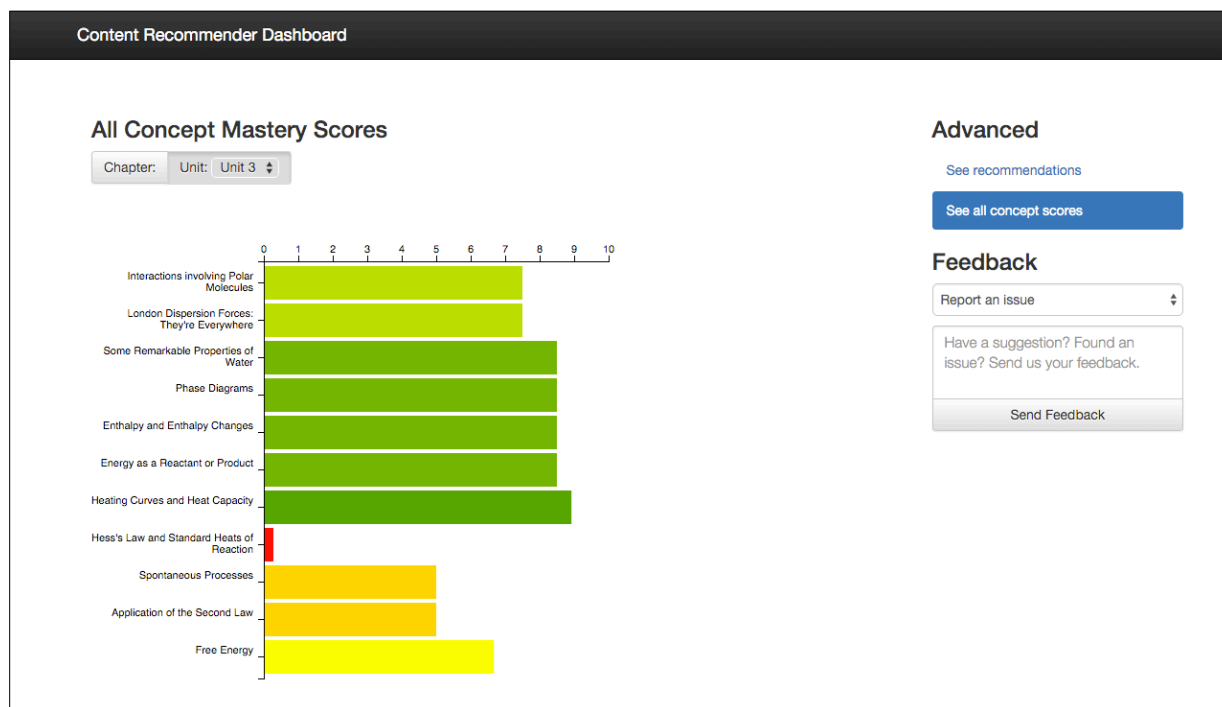 Content Recommender Dashboard
All Concept Mastery Scores
Chapter: Unit: Unit 3
0 1 2 3 4 5 6 7 8 9 10
Interactions involving Polar
Molecules
London Dispersion Forces:
They're Everywhere
Some Remarkable Properties of
Water
Phase Diagrams
Enthalpy and Enthalpy Changes
Energy as a Reactant or Product
Heating Curves and Heat Capacity
Hess's Law and Standard Heats of
Reaction
Spontaneous Processes
Application of the Second Law
Free Energy
Advanced
See recommendations
See all concept scores
Feedback
Report an issue
Have a suggestion? Found an
issue? Send us your feedback.
Send Feedback